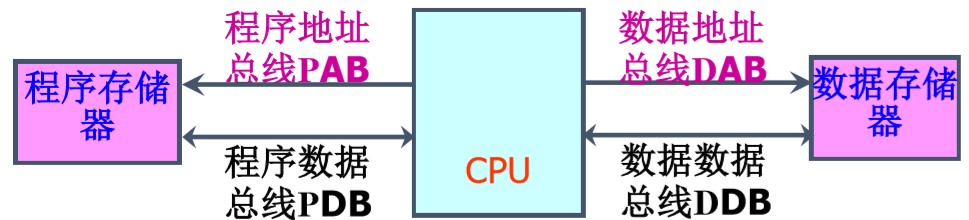 程序地址
总线PAB
数据地址
总线DAB
程序存储
器
数据存储
器
CPU
程序数据
总线PDB
数据数据
总线DDB